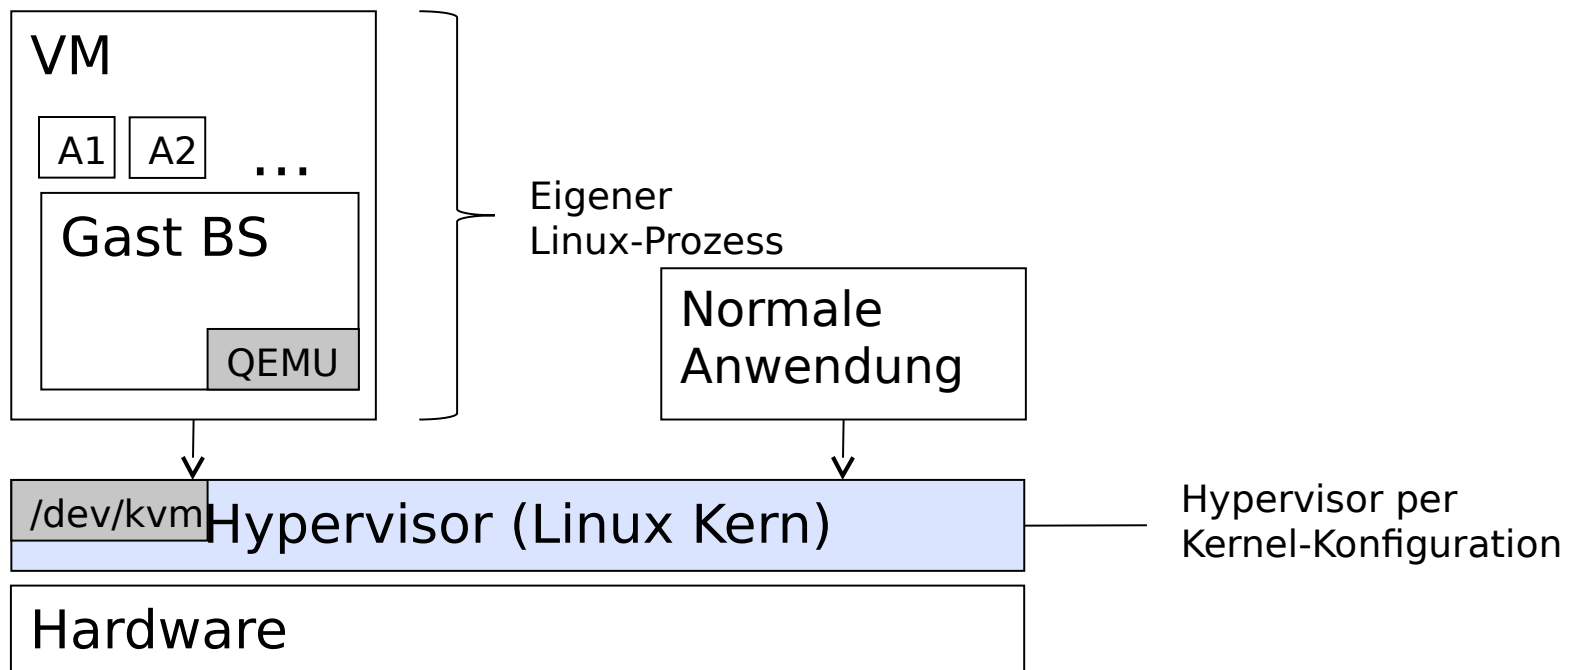 VM
A1
A2
...
Gast BS
QEMU
Eigener
Linux-Prozess
Normale
Anwendung
/dev/kvm
Hypervisor (Linux Kern)
Hypervisor per
Kernel-Konfiguration
Hardware